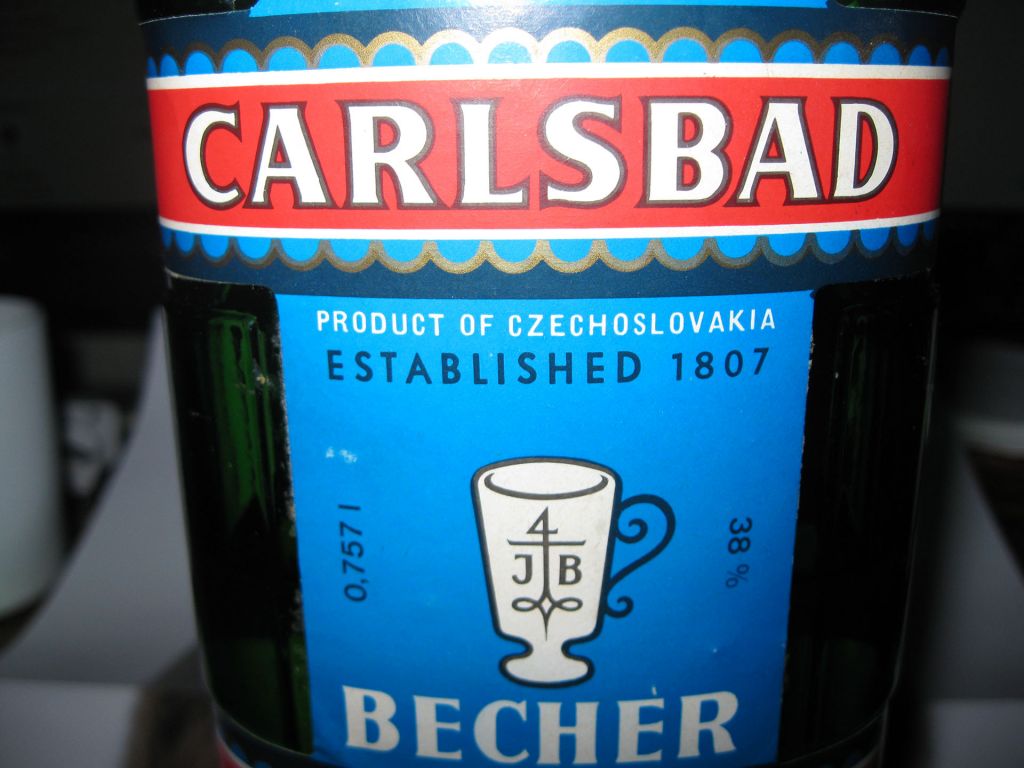 CARLSBAD
PRODUCT OF CZECHOSLOVAKIA
ESTABLISHED 1807
0,757 l
4
J B
38 %
BECHER